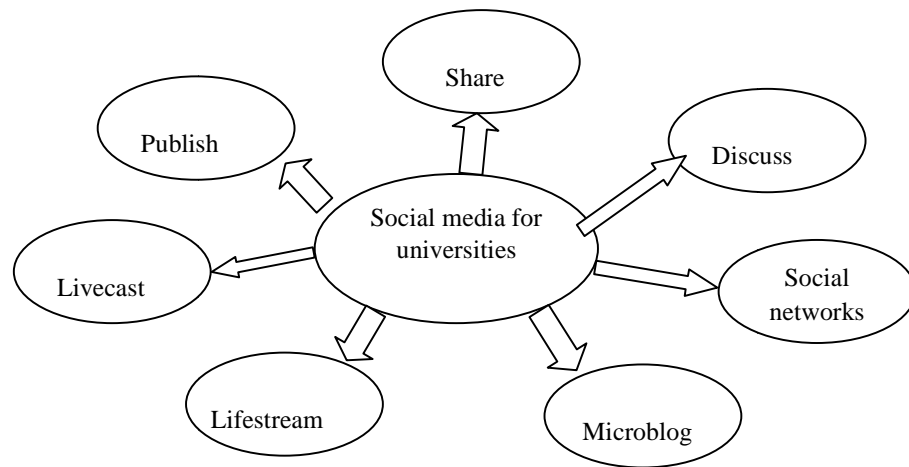 Share
Publish
Discuss
Social media for
universities
Livecast
Social
networks
Lifestream
Microblog